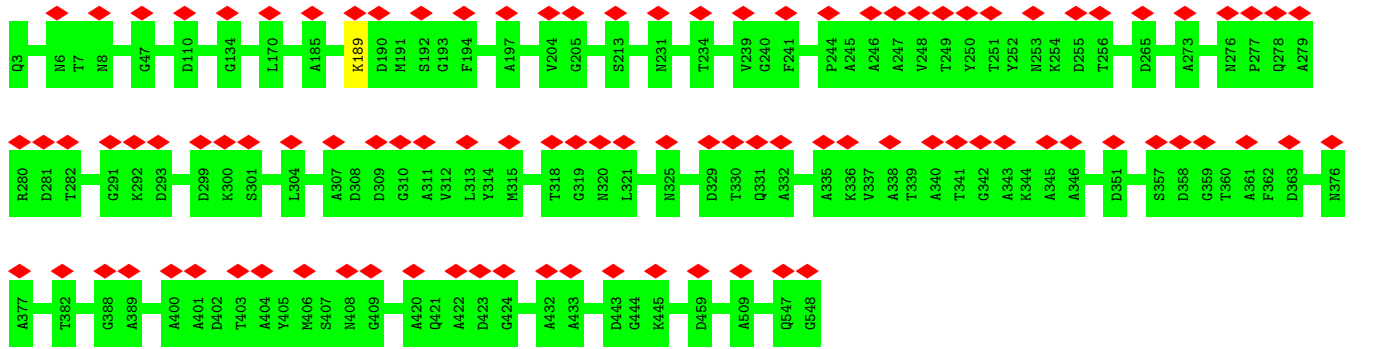 Q3 N6 T7 N8 G47 D110 G134 L170 A185 K189 D190 M191 S192 G193 F194 A197 V204 G205 S213 N231 T234 V239 G240 F241 P244 A245 A246 A247 V248 T249 Y250 T251 Y252 N253 K254 D255 T256 D265 A273 N276 P277 Q278 A279
R280 D281 T282 G291 K292 D293 D299 K300 S301 L304 A307 D308 D309 G310 A311 V312 L313 Y314 M315 T318 G319 N320 L321 N325 D329 T330 Q331 A332 A335 K336 V337 A338 T339 A340 T341 G342 A343 K344 A345 A346 D351 S357 D358 G359 T360 A361 F362 D363 N376
A377 T382 G388 A389 A400 A401 D402 T403 A404 Y405 M406 S407 N408 G409 A420 Q421 A422 D423 G424 A432 A433 D443 G444 K445 D459 A509 Q547 G548